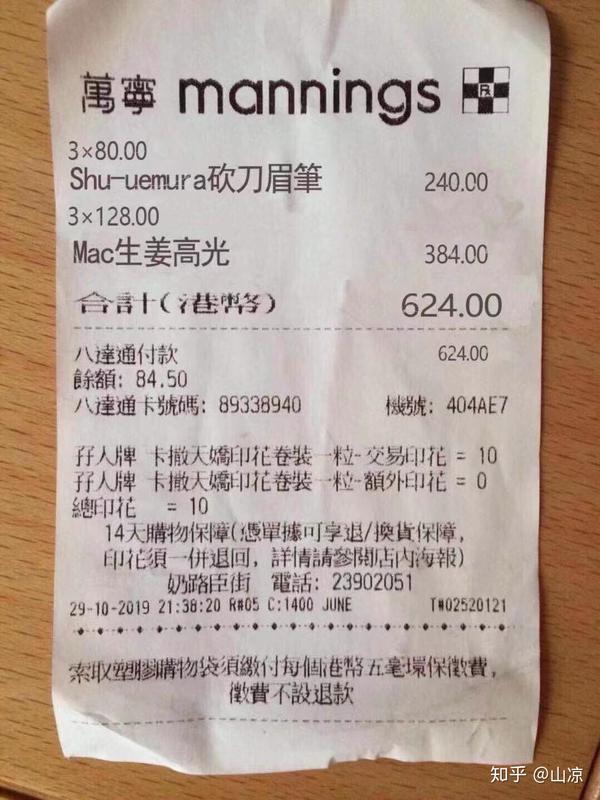 萬寧 mannings
3×80.00
Shu-uemura砍刀眉筆 240.00
3×128.00
Mac生姜高光 384.00
合計(港幣) 624.00
八達通付款 624.00
餘額: 84.50
八達通卡號碼: 89338940 機號: 404AE7
孖人牌 卡撤天嬌印花卷裝一粒-交易印花 = 10
孖人牌 卡撤天嬌印花卷裝一粒-額外印花 = 0
總印花 = 10
14天購物保障(憑單據可享退/換貨保障,
印花須一併退回, 詳情請參閱店內海報)
奶路臣街 電話: 23902051
29-10-2019 21:38:20 R#05 C:1400 JUNE T#02520121
索取塑膠購物袋須繳付每個港幣五毫環保徵費,
徵費不設退款
知乎 @山凉